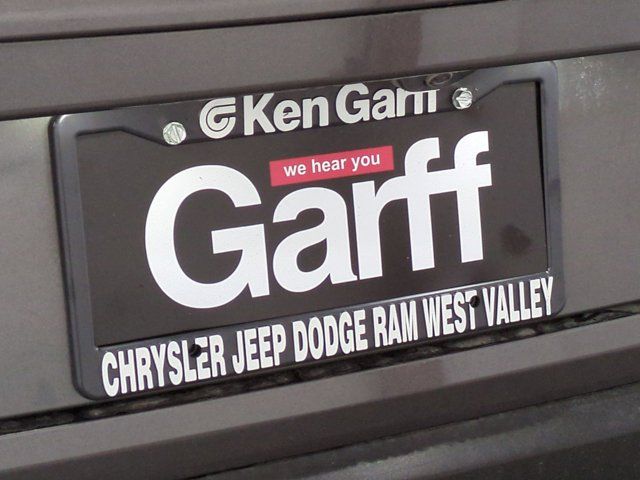 Ken Garff
we hear you
Garff
CHRYSLER JEEP DODGE RAM WEST VALLEY